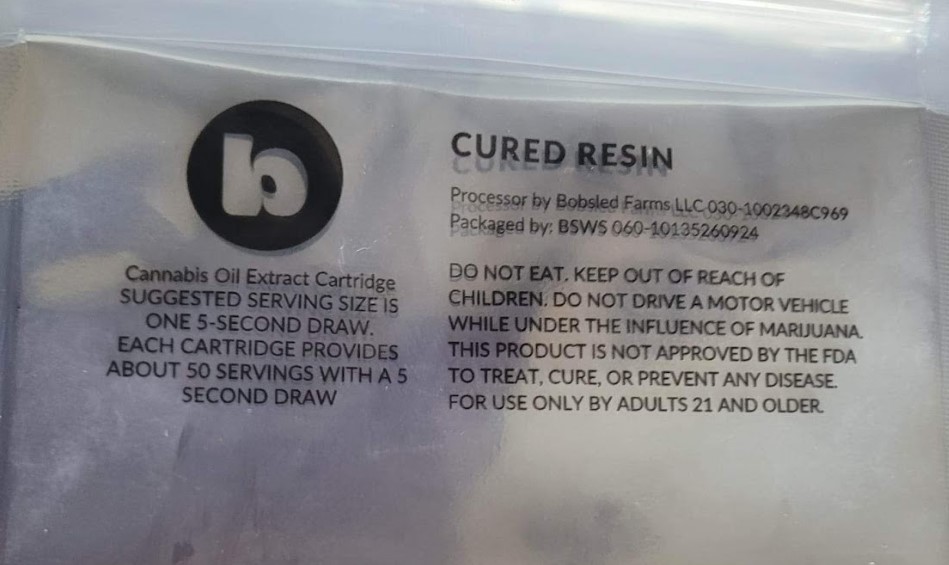 b
Cannabis Oil Extract Cartridge
SUGGESTED SERVING SIZE IS
ONE 5-SECOND DRAW.
EACH CARTRIDGE PROVIDES
ABOUT 50 SERVINGS WITH A 5
SECOND DRAW
CURED RESIN
Processor by Bobsled Farms LLC 030-1002348C969
Packaged by: BSWS 060-10135260924
DO NOT EAT. KEEP OUT OF REACH OF
CHILDREN. DO NOT DRIVE A MOTOR VEHICLE
WHILE UNDER THE INFLUENCE OF MARIJUANA.
THIS PRODUCT IS NOT APPROVED BY THE FDA
TO TREAT, CURE, OR PREVENT ANY DISEASE.
FOR USE ONLY BY ADULTS 21 AND OLDER.